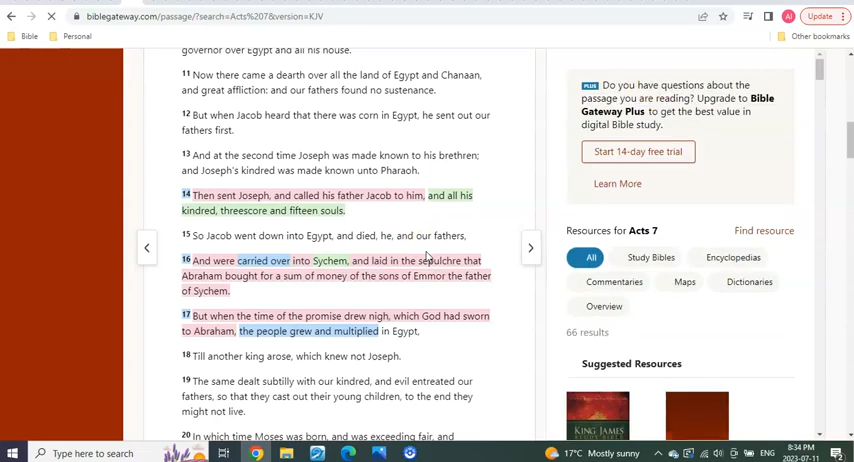 biblegateway.com/passage/?search=Acts%207&version=KJV
AI
Update
Bible
Personal
Other bookmarks
governor over Egypt and all his house.
11 Now there came a dearth over all the land of Egypt and Chanaan,
and great affliction: and our fathers found no sustenance.
12 But when Jacob heard that there was corn in Egypt, he sent out our
fathers first.
13 And at the second time Joseph was made known to his brethren;
and Joseph's kindred was made known unto Pharaoh.
14 Then sent Joseph, and called his father Jacob to him, and all his
kindred, threescore and fifteen souls.
15 So Jacob went down into Egypt, and died, he, and our fathers,
16 And were carried over into Sychem, and laid in the sepulchre that
Abraham bought for a sum of money of the sons of Emmor the father
of Sychem.
17 But when the time of the promise drew nigh, which God had sworn
to Abraham, the people grew and multiplied in Egypt,
18 Till another king arose, which knew not Joseph.
19 The same dealt subtilly with our kindred, and evil entreated our
fathers, so that they cast out their young children, to the end they
might not live.
20 In which time Moses was born, and was exceeding fair, and
PLUS Do you have questions about the
passage you are reading? Upgrade to Bible
Gateway Plus to get the best value in
digital Bible study.
Start 14-day free trial
Learn More
Resources for Acts 7
Find resource
All
Study Bibles
Encyclopedias
Commentaries
Maps
Dictionaries
Overview
66 results
Suggested Resources
KING JAMES
STUDY BIBLE
Type here to search
17°C Mostly sunny
ENG
8:34 PM
2023-07-11
2